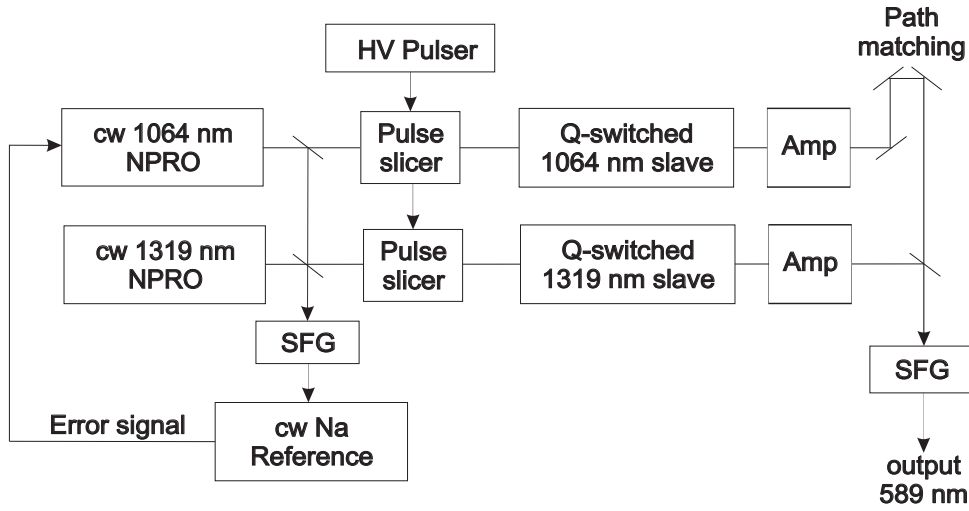 Path
matching
HV Pulser
cw 1064 nm
NPRO
Pulse
slicer
Q-switched
1064 nm slave
Amp
cw 1319 nm
NPRO
Pulse
slicer
Q-switched
1319 nm slave
Amp
SFG
SFG
Error signal
cw Na
Reference
output
589 nm